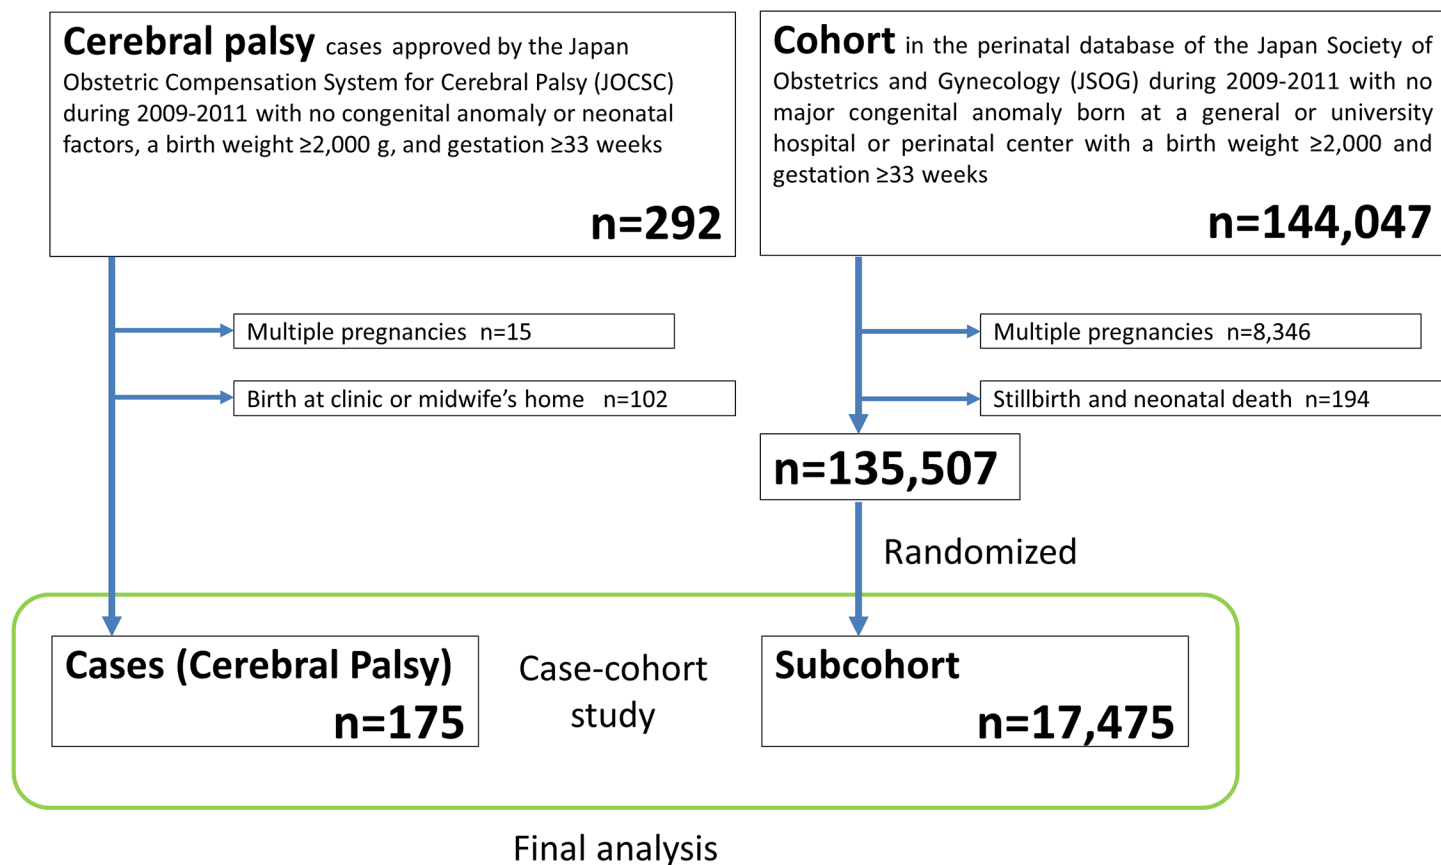 Cerebral palsy cases approved by the Japan
Obstetric Compensation System for Cerebral Palsy (JOCSC)
during 2009-2011 with no congenital anomaly or neonatal
factors, a birth weight ≥2,000 g, and gestation ≥33 weeks
n=292
Cohort in the perinatal database of the Japan Society of
Obstetrics and Gynecology (JSOG) during 2009-2011 with no
major congenital anomaly born at a general or university
hospital or perinatal center with a birth weight ≥2,000 and
gestation ≥33 weeks
n=144,047
Multiple pregnancies n=15
Birth at clinic or midwife’s home n=102
Multiple pregnancies n=8,346
Stillbirth and neonatal death n=194
n=135,507
Randomized
Cases (Cerebral Palsy)
n=175
Case-cohort
study
Subcohort
n=17,475
Final analysis